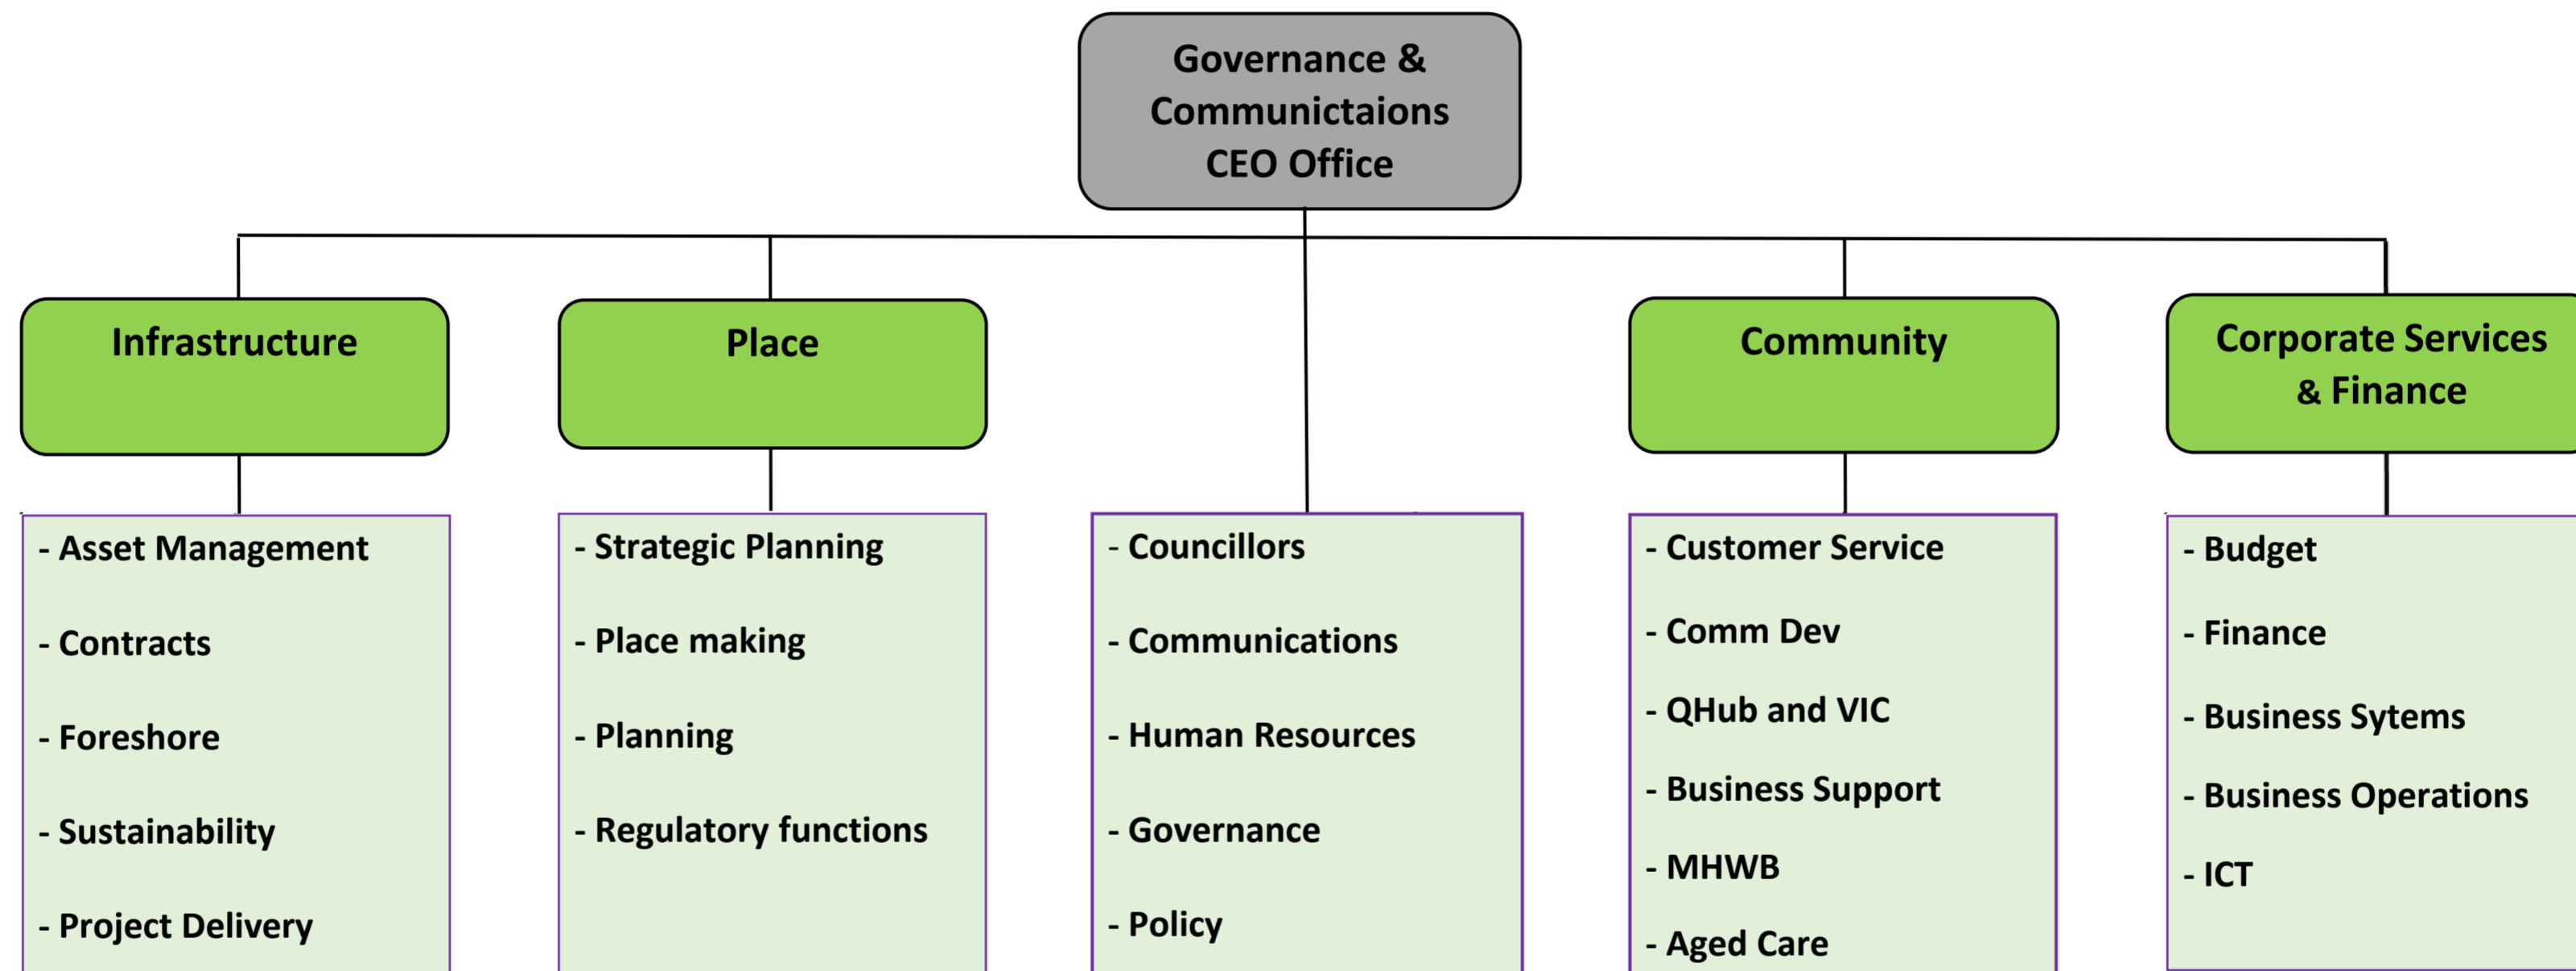 Governance &
Communictaions
CEO Office
Infrastructure
Place
Community
Corporate Services
& Finance
- Asset Management
- Contracts
- Foreshore
- Sustainability
- Project Delivery
- Strategic Planning
- Place making
- Planning
- Regulatory functions
- Councillors
- Communications
- Human Resources
- Governance
- Policy
- Customer Service
- Comm Dev
- QHub and VIC
- Business Support
- MHWB
- Aged Care
- Budget
- Finance
- Business Sytems
- Business Operations
- ICT